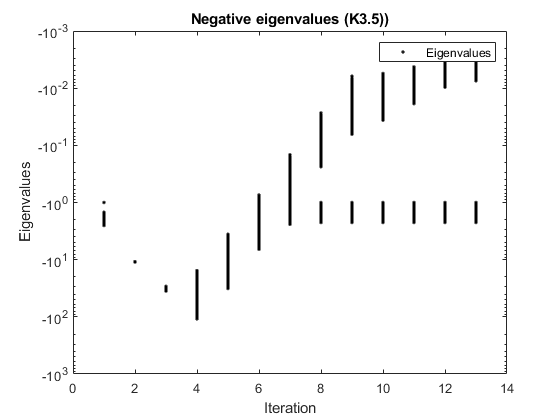 Negative eigenvalues (K3.5))
Eigenvalues
-10^-3
-10^-2
-10^-1
-10^0
-10^1
-10^2
-10^3
Eigenvalues
0 2 4 6 8 10 12 14
Iteration